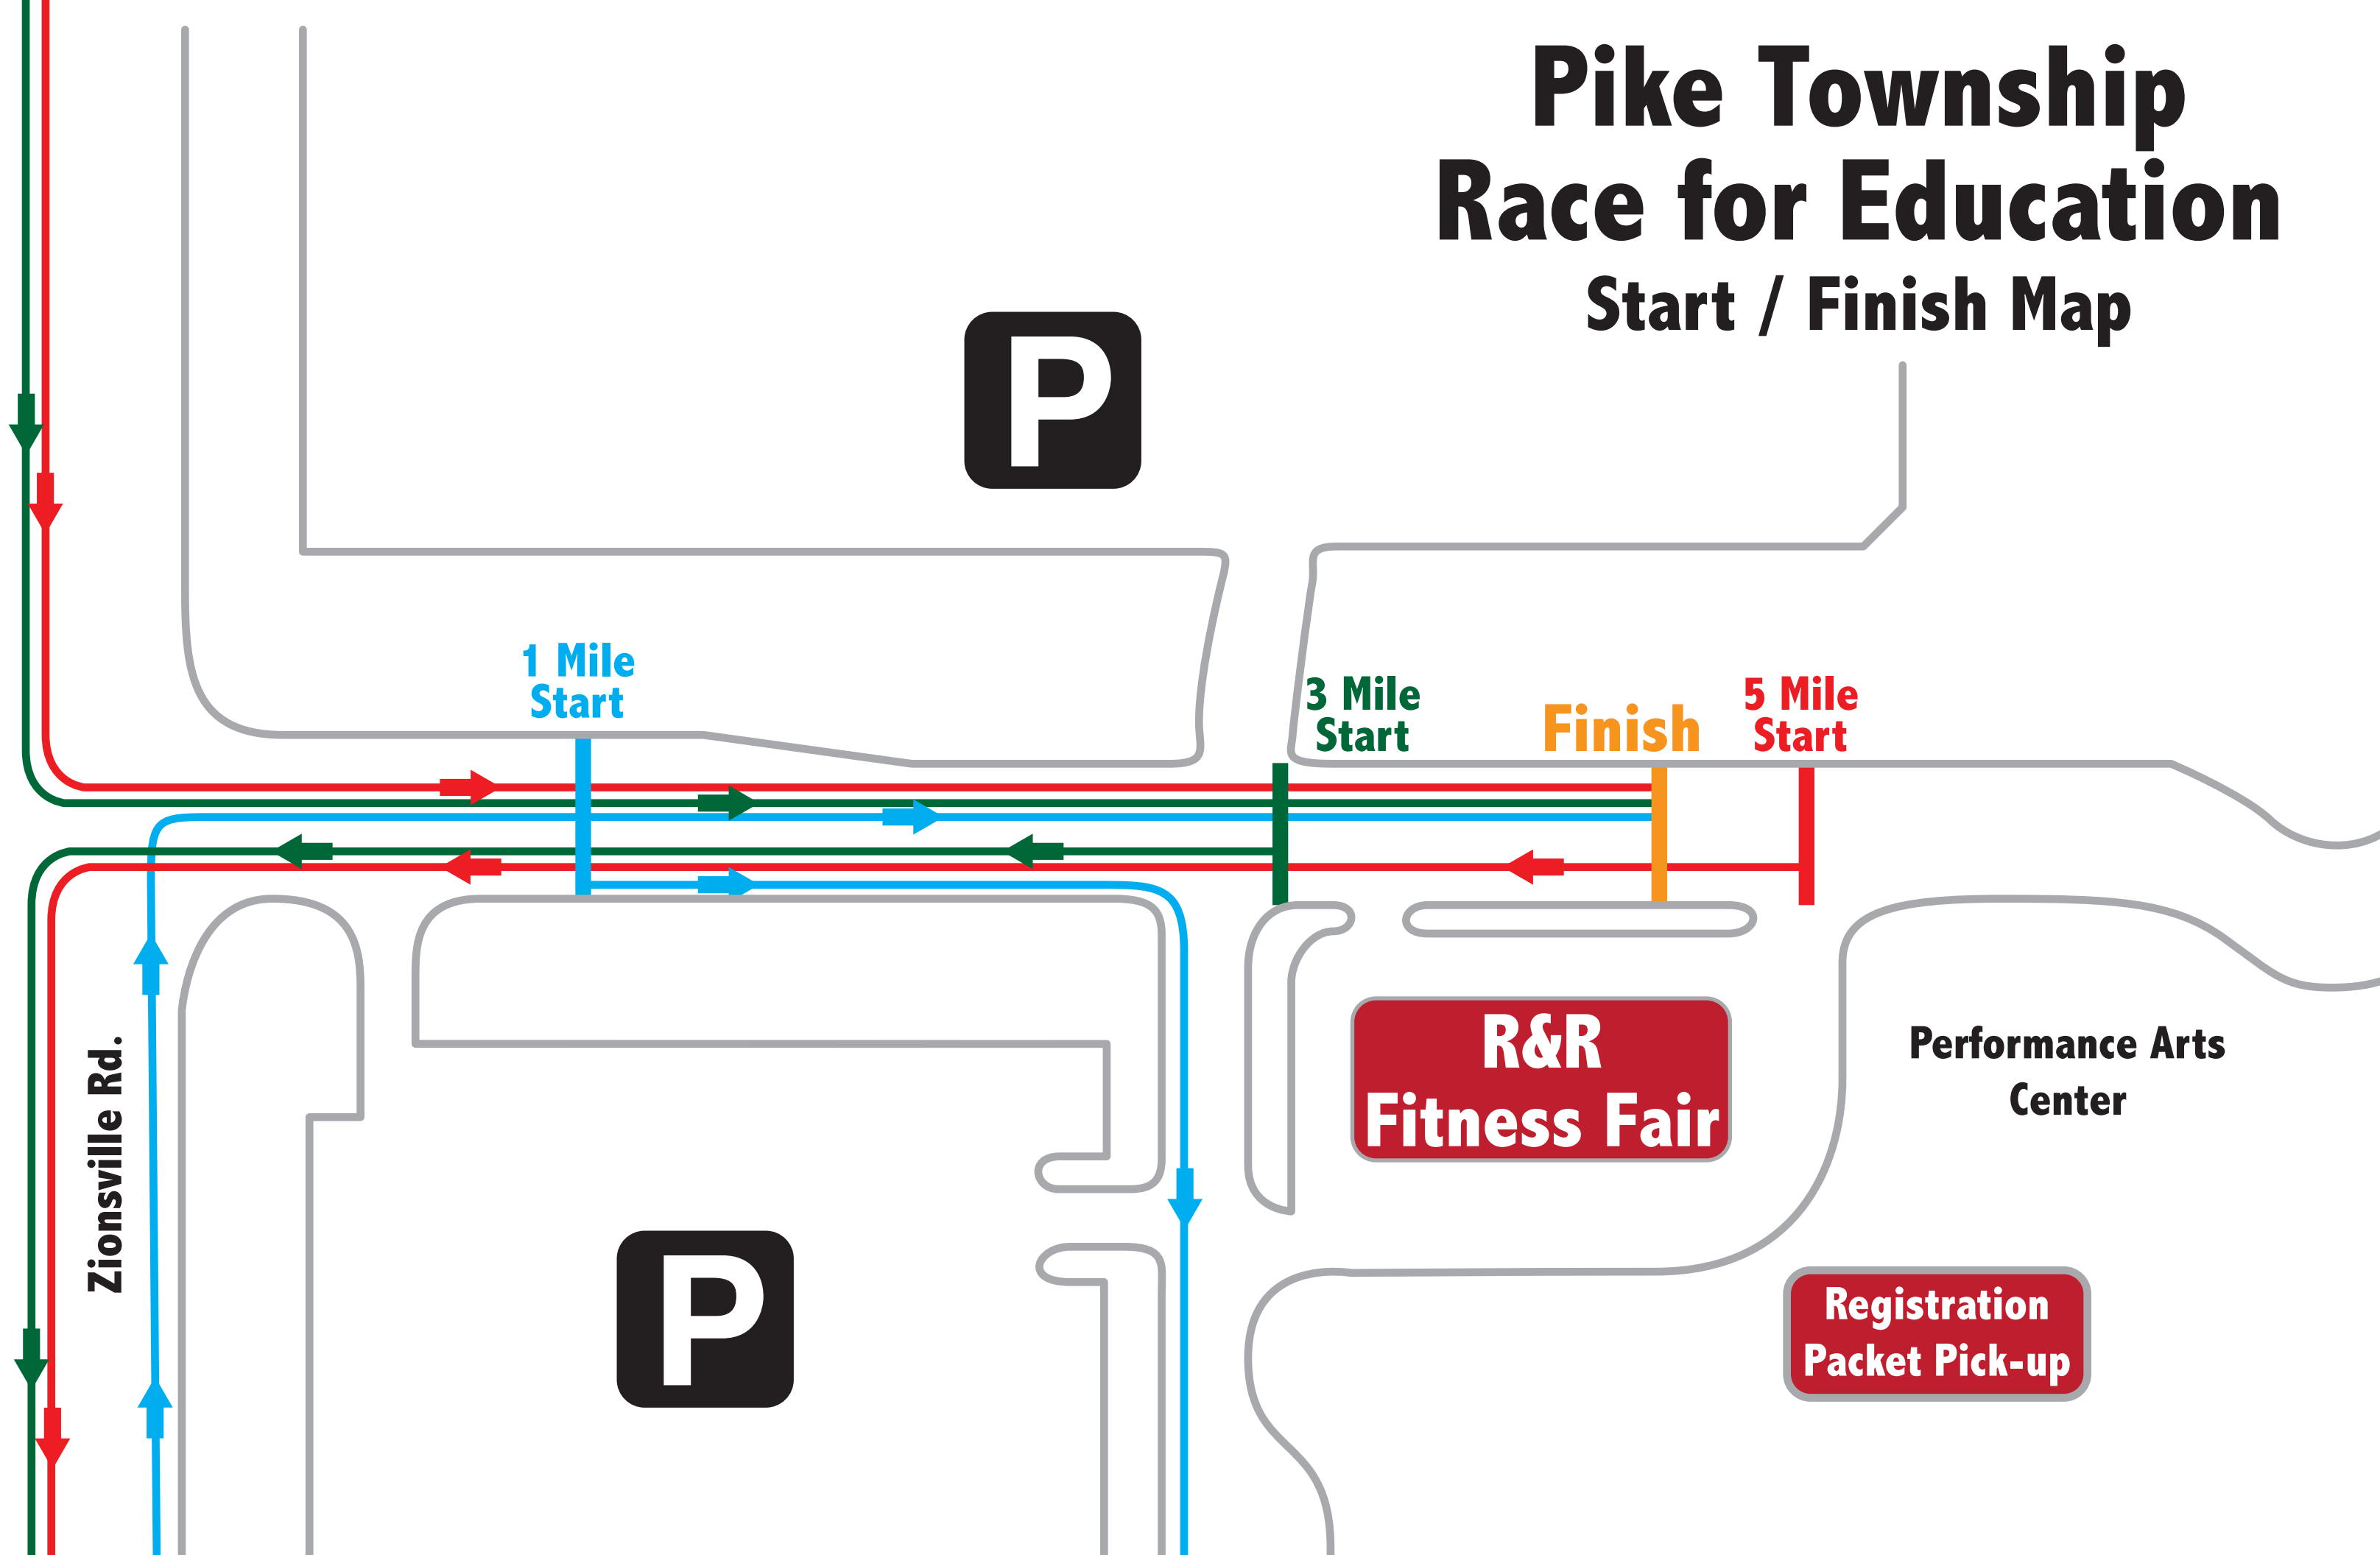 Pike Township
Race for Education
Start / Finish Map
P
1 Mile
Start
3 Mile
Start
Finish
5 Mile
Start
R&R
Fitness Fair
Performance Arts
Center
Zionsville Rd.
P
Registration
Packet Pick-up